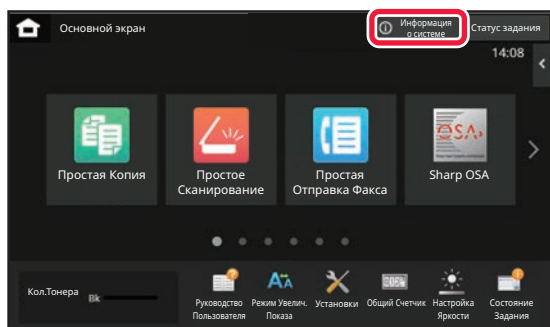 Основной экран
Информация
о системе
Статус задания
14:08
OSA
Простая Копия
Простое
Сканирование
Простая
Отправка Факса
Sharp OSA
Кол.Тонера
Bk
Руководство
Пользователя
Режим Увелич.
Показа
Установки
Общий Счетчик
Настройка
Яркости
Состояние
Задания